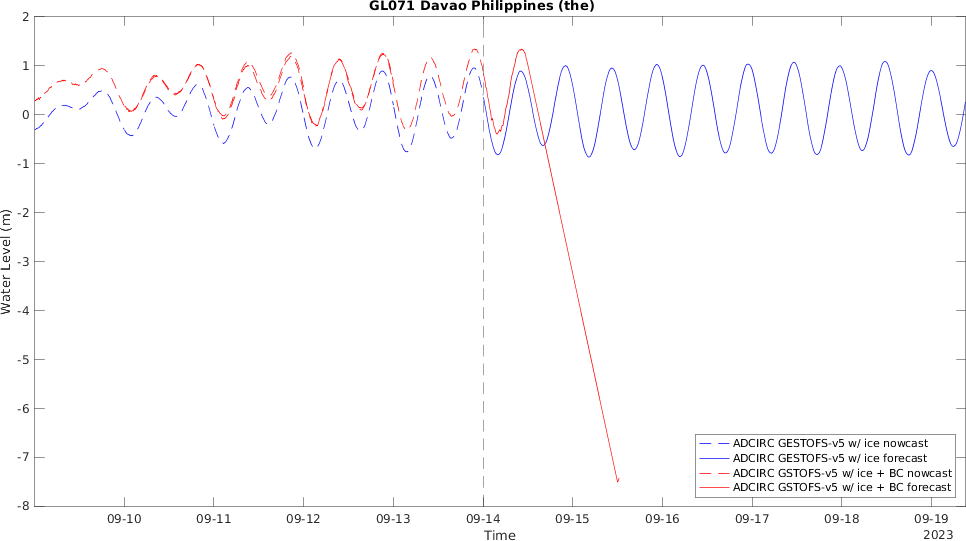 GL071 Davao Philippines (the)
2
1
0
-1
-2
-3
-4
-5
-6
-7
-8
Water Level (m)
ADCIRC GESTOFS-v5 w/ ice nowcast
ADCIRC GESTOFS-v5 w/ ice forecast
ADCIRC GSTOFS-v5 w/ ice + BC nowcast
ADCIRC GSTOFS-v5 w/ ice + BC forecast
09-10 09-11 09-12 09-13 09-14 09-15 09-16 09-17 09-18 09-19
Time 2023